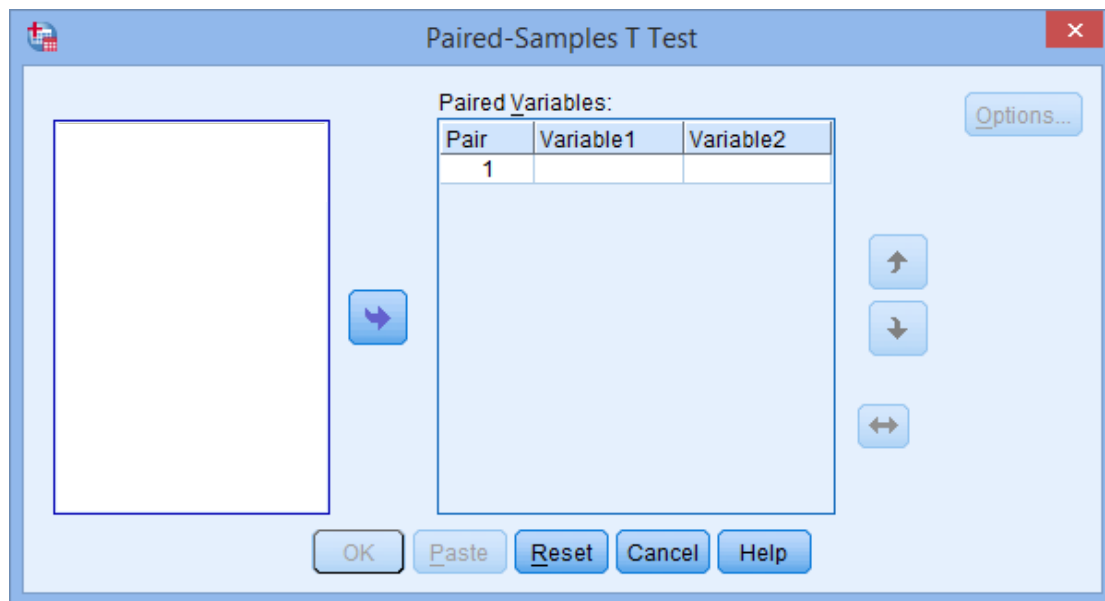 Paired-Samples T Test
Paired Variables:
Options...
Pair Variable1 Variable2
1
OK Paste Reset Cancel Help